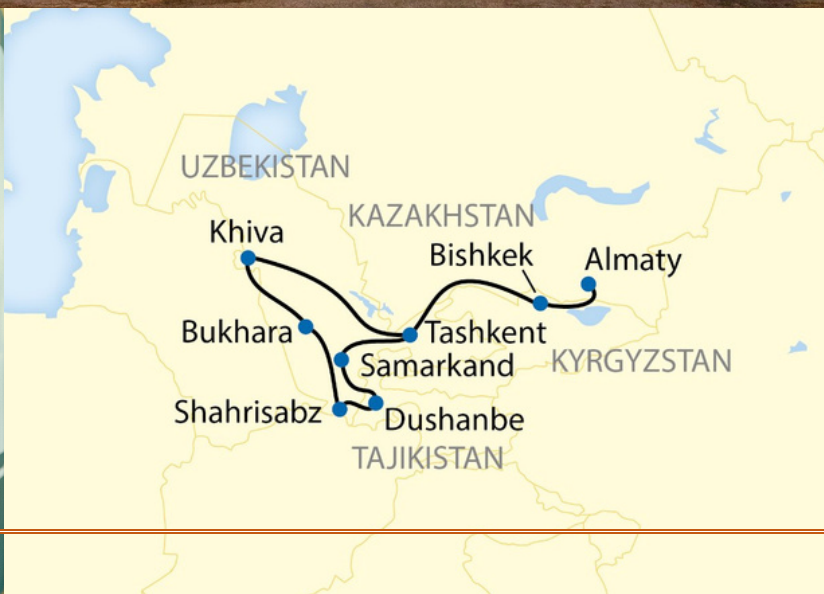 UZBEKISTAN
KAZAKHSTAN
Khiva
Bishkek
Almaty
Bukhara
Tashkent
Samarkand
KYRGYZSTAN
Shahrisabz
Dushanbe
TAJIKISTAN